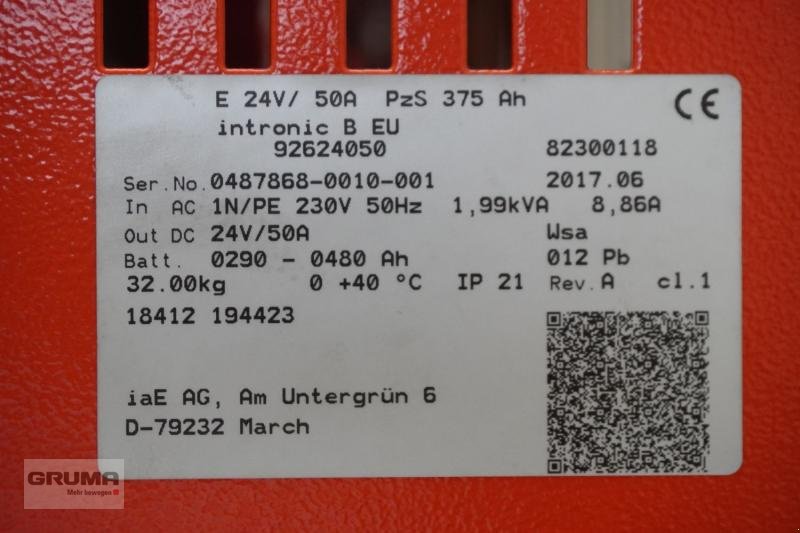 E 24V/ 50A PzS 375 Ah
CE
intronic B EU
92624050 82300118
Ser.No.0487868-0010-001 2017.06
In AC 1N/PE 230V 50Hz 1,99kVA 8,86A
Out DC 24V/50A Wsa
Batt. 0290 - 0480 Ah 012 Pb
32.00kg 0 +40 °C IP 21 Rev.A cl.1
18412 194423
iaE AG, Am Untergrün 6
D-79232 March
GRUMA
Mehr bewegen